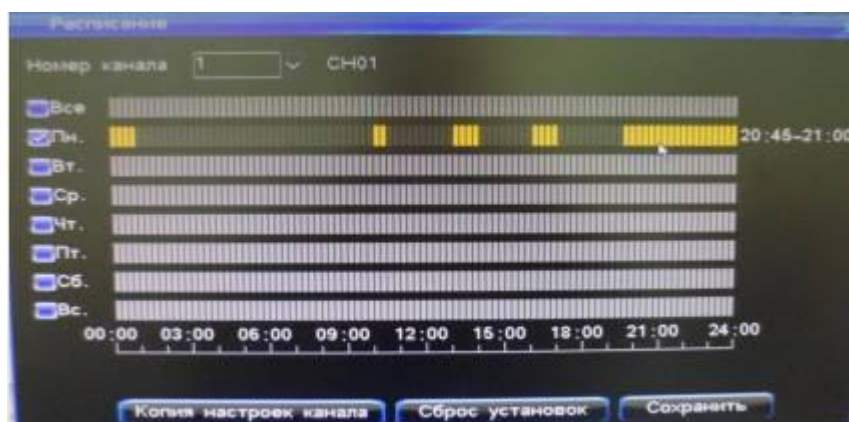 Расписание
Номер канала 1 CH01
Все
Пн. 20:45-21:00
Вт.
Ср.
Чт.
Пт.
Сб.
Вс.
00:00 03:00 06:00 09:00 12:00 15:00 18:00 21:00 24:00
Копия настроек канала Сброс установок Сохранить